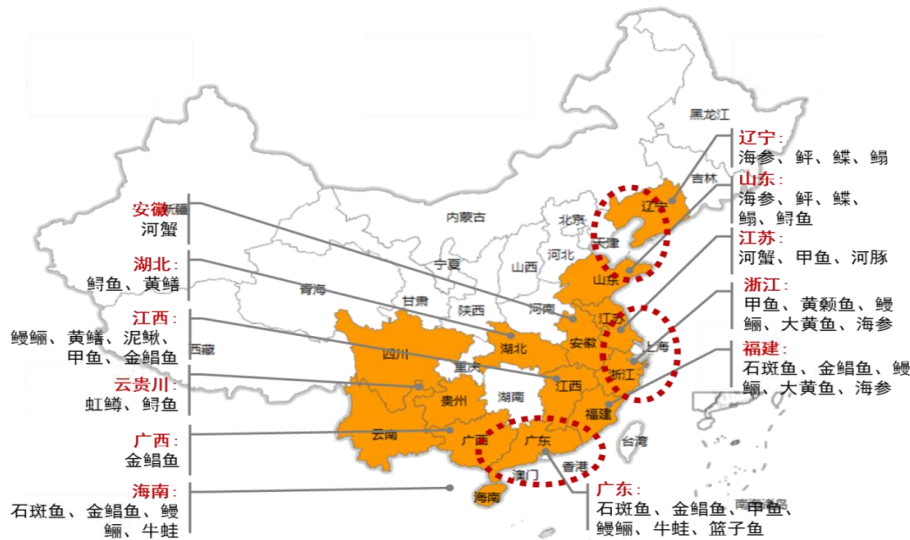 黑龙江
吉林
辽宁
内蒙古
北京
天津
河北
山西
宁夏
山东
新疆
青海
甘肃
陕西
河南
江苏
安徽
上海
西藏
四川
重庆
湖北
浙江
江西
湖南
贵州
福建
云南
广西
广东
台湾
香港
澳门
海南
南海诸岛
安徽
河蟹
湖北:
鲟鱼、黄鳝
江西:
鳗鲡、黄鳝、泥鳅、
甲鱼、金鲳鱼
云贵川:
虹鳟、鲟鱼
广西:
金鲳鱼
海南:
石斑鱼、金鲳鱼、鳗
鲡、牛蛙
辽宁:
海参、鲆、鲽、鳎
山东:
海参、鲆、鲽、
鳎、鲟鱼
江苏:
河蟹、甲鱼、河豚
浙江:
甲鱼、黄颡鱼、鳗
鲡、大黄鱼、海参
福建:
石斑鱼、金鲳鱼、鳗
鲡、大黄鱼、海参
广东:
石斑鱼、金鲳鱼、甲鱼、
鳗鲡、牛蛙、篮子鱼